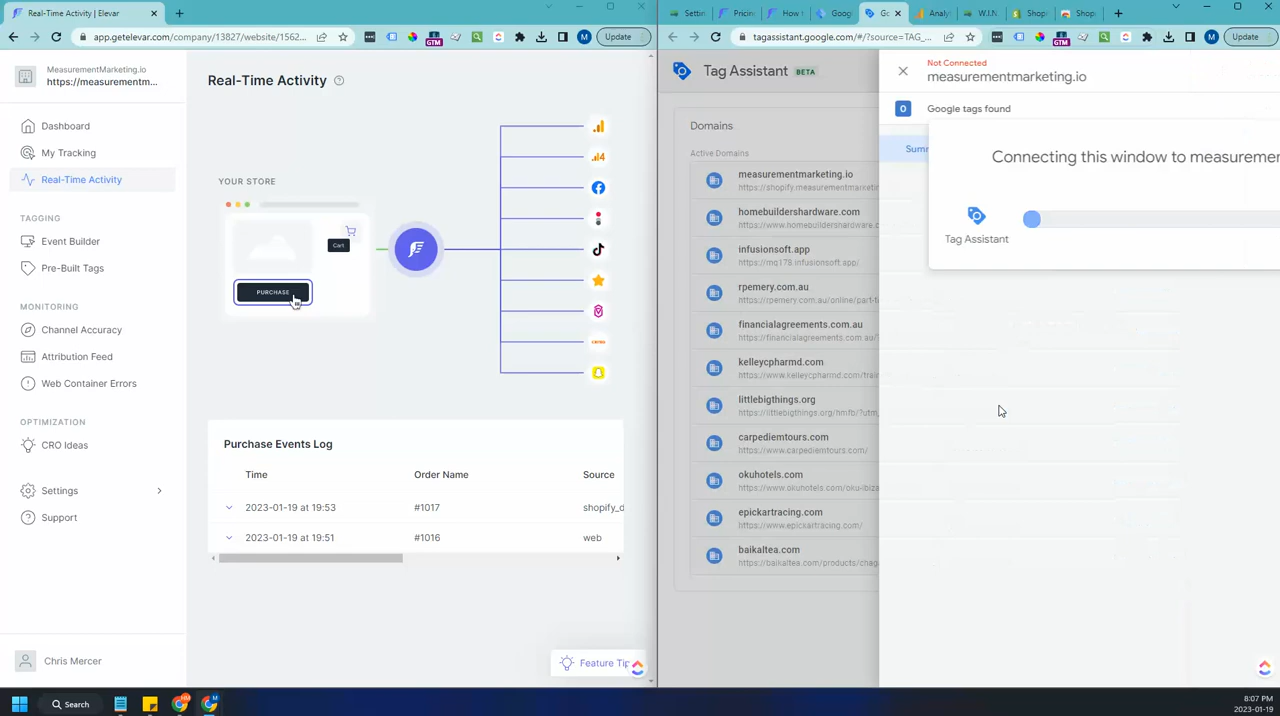 Real-Time Activity
Settir
Pricing
How t
Googl
Go
Analy
W.I.N.
Shop
Shop
app.getelevar.com/company/13827/website/1562...
GTM
M
Update
tagassistant.google.com/#/?source=TAG_...
GTM
M
Update
MeasurementMarketing.io
https://measurementm...
Dashboard
My Tracking
Real-Time Activity
TAGGING
Event Builder
Pre-Built Tags
MONITORING
Channel Accuracy
Attribution Feed
Web Container Errors
OPTIMIZATION
CRO Ideas
Settings
Support
Chris Mercer
Real-Time Activity
YOUR STORE
Cart
PURCHASE
Purchase Events Log
Time
Order Name
Source
2023-01-19 at 19:53
#1017
shopify_d
2023-01-19 at 19:51
#1016
web
Feature Tip
Tag Assistant
BETA
Domains
Active Domains
measurementmarketing.io
https://shopify.measurementmarketin
homebuildershardware.com
https://www.homebuildershardware.c
infusionsoft.app
https://mq178.infusionsoft.app/
rpemery.com.au
https://rpemery.com.au/online/part-t
financialagreements.com.au
https://financialagreements.com.au/?
kelleycpharmd.com
https://www.kelleycpharmd.com/train
littlebigthings.org
https://littlebigthings.org/hmfb/?utm_
carpediemtours.com
https://www.carpediemtours.com/
okuhotels.com
https://www.okuhotels.com/oku-ibiza
epickartracing.com
https://www.epickartracing.com/
baikaltea.com
https://baikaltea.com/products/chag
Not Connected
measurementmarketing.io
0
Google tags found
Summ
Connecting this window to measuremen
Tag Assistant
Search
8:07 PM
2023-01-19